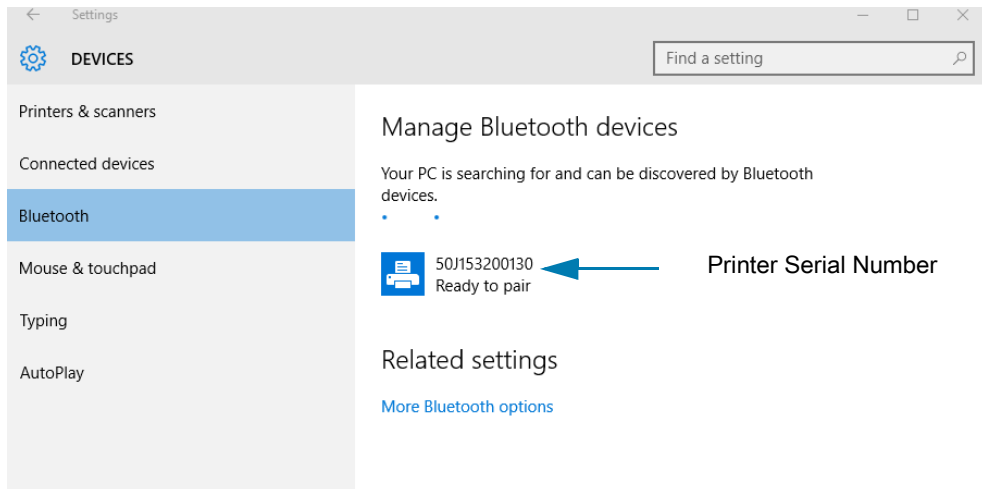 Settings
DEVICES
Find a setting
Printers & scanners
Connected devices
Bluetooth
Mouse & touchpad
Typing
AutoPlay
Manage Bluetooth devices
Your PC is searching for and can be discovered by Bluetooth
devices.
50J153200130
Ready to pair
Printer Serial Number
Related settings
More Bluetooth options